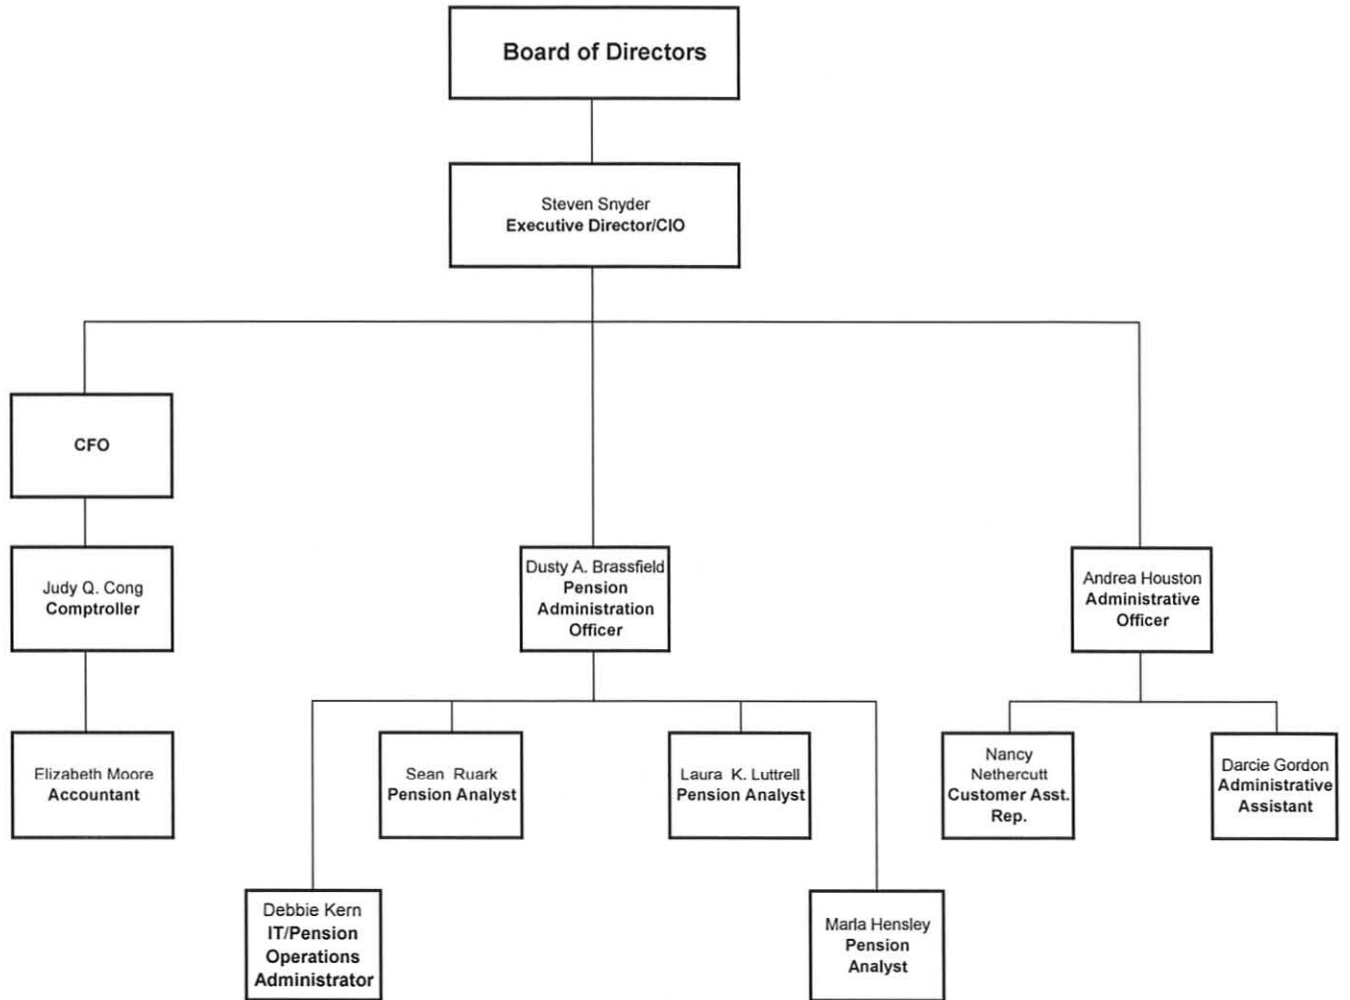 Board of Directors
Steven Snyder
Executive Director/CIO
CFO
Judy Q. Cong
Comptroller
Dusty A. Brassfield
Pension
Administration
Officer
Andrea Houston
Administrative
Officer
Elizabeth Moore
Accountant
Sean Ruark
Pension Analyst
Laura K. Luttrell
Pension Analyst
Nancy
Nethercutt
Customer Asst.
Rep.
Darcie Gordon
Administrative
Assistant
Debbie Kern
IT/Pension
Operations
Administrator
Marla Hensley
Pension
Analyst